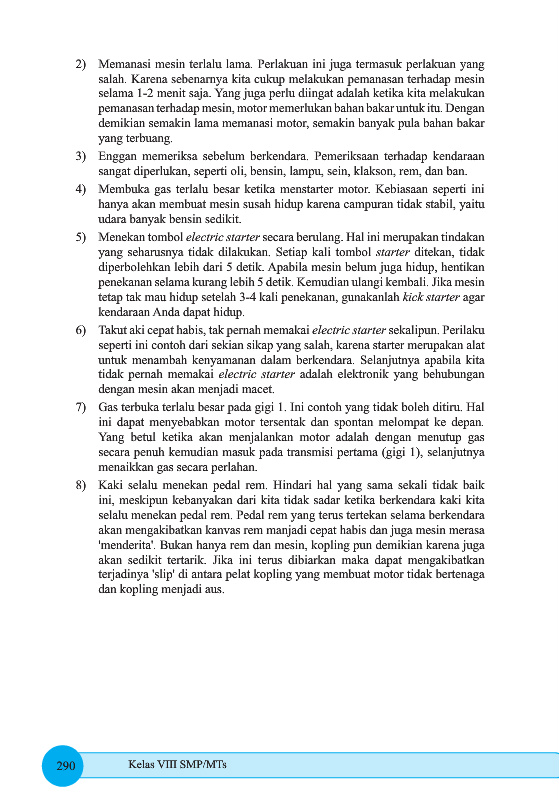 2) Memanasi mesin terlalu lama. Perlakuan ini juga termasuk perlakuan yang
salah. Karena sebenarnya kita cukup melakukan pemanasan terhadap mesin
selama 1-2 menit saja. Yang juga perlu diingat adalah ketika kita melakukan
pemanasan terhadap mesin, motor memerlukan bahan bakar untuk itu. Dengan
demikian semakin lama memanasi motor, semakin banyak pula bahan bakar
yang terbuang.
3) Enggan memeriksa sebelum berkendara. Pemeriksaan terhadap kendaraan
sangat diperlukan, seperti oli, bensin, lampu, sein, klakson, rem, dan ban.
4) Membuka gas terlalu besar ketika menstarter motor. Kebiasaan seperti ini
hanya akan membuat mesin susah hidup karena campuran tidak stabil, yaitu
udara banyak bensin sedikit.
5) Menekan tombol electric starter secara berulang. Hal ini merupakan tindakan
yang seharusnya tidak dilakukan. Setiap kali tombol starter ditekan, tidak
diperbolehkan lebih dari 5 detik. Apabila mesin belum juga hidup, hentikan
penekanan selama kurang lebih 5 detik. Kemudian ulangi kembali. Jika mesin
tetap tak mau hidup setelah 3-4 kali penekanan, gunakanlah kick starter agar
kendaraan Anda dapat hidup.
6) Takut aki cepat habis, tak pernah memakai electric starter sekalipun. Perilaku
seperti ini contoh dari sekian sikap yang salah, karena starter merupakan alat
untuk menambah kenyamanan dalam berkendara. Selanjutnya apabila kita
tidak pernah memakai electric starter adalah elektronik yang behubungan
dengan mesin akan menjadi macet.
7) Gas terbuka terlalu besar pada gigi 1. Ini contoh yang tidak boleh ditiru. Hal
ini dapat menyebabkan motor tersentak dan spontan melompat ke depan.
Yang betul ketika akan menjalankan motor adalah dengan menutup gas
secara penuh kemudian masuk pada transmisi pertama (gigi 1), selanjutnya
menaikkan gas secara perlahan.
8) Kaki selalu menekan pedal rem. Hindari hal yang sama sekali tidak baik
ini, meskipun kebanyakan dari kita tidak sadar ketika berkendara kaki kita
selalu menekan pedal rem. Pedal rem yang terus tertekan selama berkendara
akan mengakibatkan kanvas rem manjadi cepat habis dan juga mesin merasa
'menderita'. Bukan hanya rem dan mesin, kopling pun demikian karena juga
akan sedikit tertarik. Jika ini terus dibiarkan maka dapat mengakibatkan
terjadinya 'slip' di antara pelat kopling yang membuat motor tidak bertenaga
dan kopling menjadi aus.
290 Kelas VIII SMP/MTs